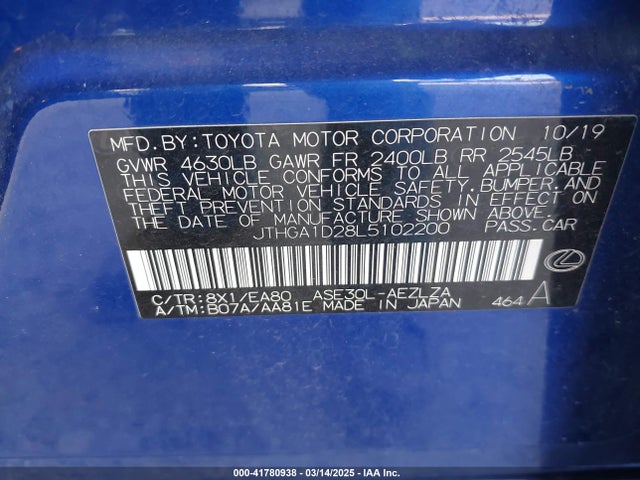 MFD.BY:TOYOTA MOTOR CORPORATION 10/19
GVWR 4630LB GAWR FR 2400LB RR 2545LB
THIS VEHICLE CONFORMS TO ALL APPLICABLE
FEDERAL MOTOR VEHICLE SAFETY,BUMPER,AND
THEFT PREVENTION STANDARDS IN EFFECT ON
THE DATE OF MANUFACTURE SHOWN ABOVE.
JTHGA1D28L5102200 PASS.CAR
C/TR:8X1/EA80 ASE30L-AEZLZA
A/TM:B07A/AA81E MADE IN JAPAN 464 A
000-41780938 - 03/14/2025 - IAA Inc.